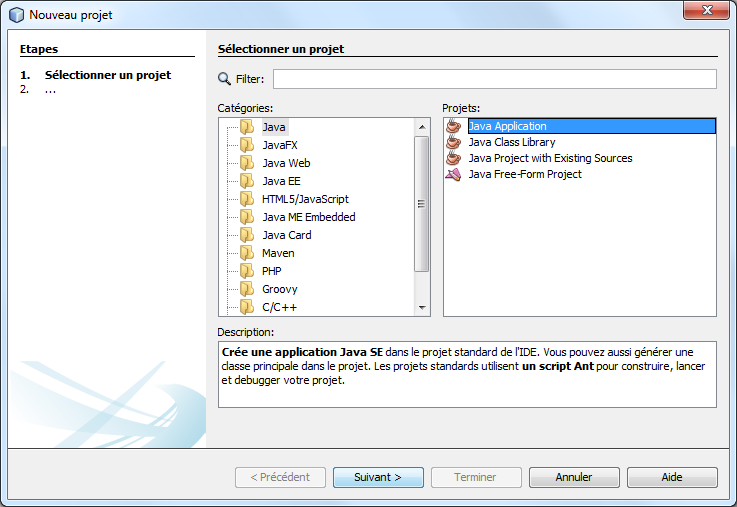 Nouveau projet
Etapes
1. Sélectionner un projet
2. ...
Sélectionner un projet
Filter:
Catégories:
Java
JavaFX
Java Web
Java EE
HTML5/JavaScript
Java ME Embedded
Java Card
Maven
PHP
Groovy
C/C++
Projets:
Java Application
Java Class Library
Java Project with Existing Sources
Java Free-Form Project
Description:
Crée une application Java SE dans le projet standard de l'IDE. Vous pouvez aussi générer une
classe principale dans le projet. Les projets standards utilisent un script Ant pour construire, lancer
et debugger votre projet.
< Précédent
Suivant >
Terminer
Annuler
Aide